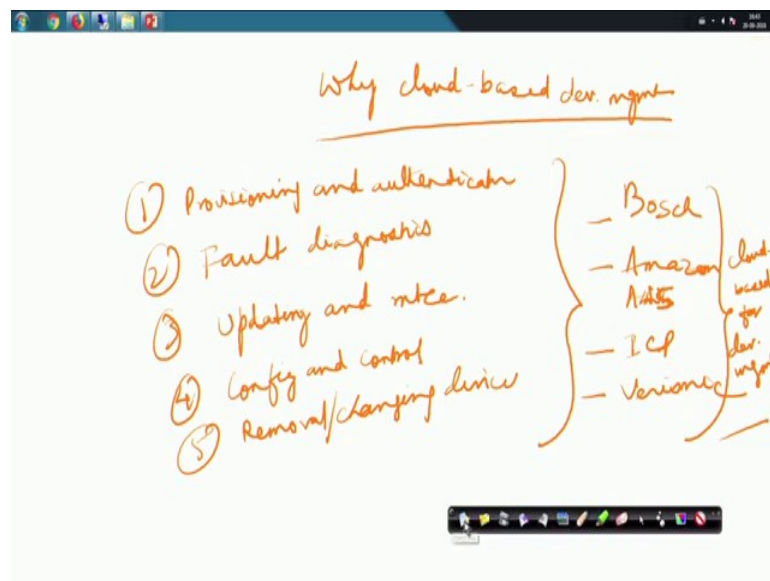 Why cloud-based dev. mgmt
1 Provisioning and authentication
2 Fault diagnostics
3 Updating and mtce.
4 Config and control
5 Removal/changing device
– Bosch
– Amazon
AWS
– ICP
cloud-
based
for
dev.
mgmt